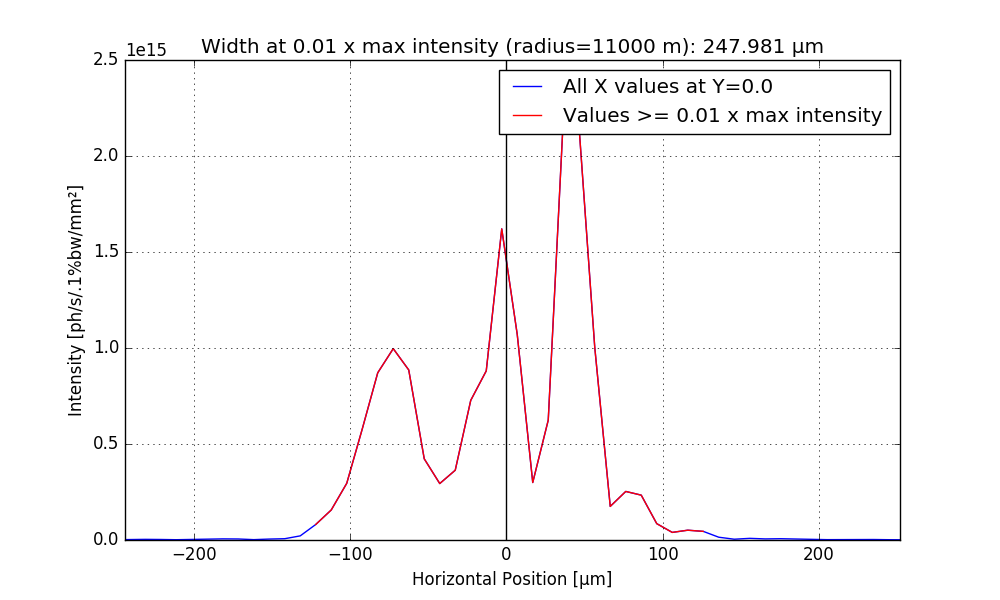 Width at 0.01 x max intensity (radius=11000 m): 247.981 µm
1e15
All X values at Y=0.0
Values >= 0.01 x max intensity
2.5
2.0
1.5
1.0
0.5
0.0
Intensity [ph/s/.1%bw/mm²]
−200 −100 0 100 200
Horizontal Position [µm]